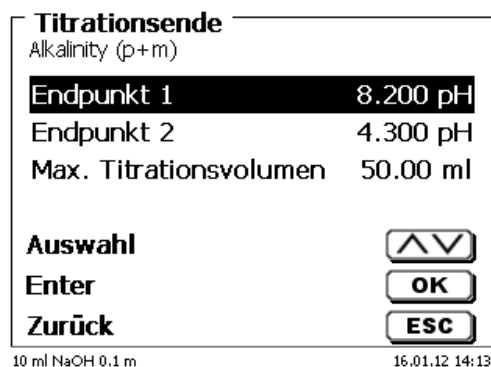 Titrationsende
Alkalinity (p+m)
Endpunkt 1 8.200 pH
Endpunkt 2 4.300 pH
Max. Titrationsvolumen 50.00 ml
Auswahl
Enter OK
Zurück ESC
10 ml NaOH 0.1 m 16.01.12 14:13